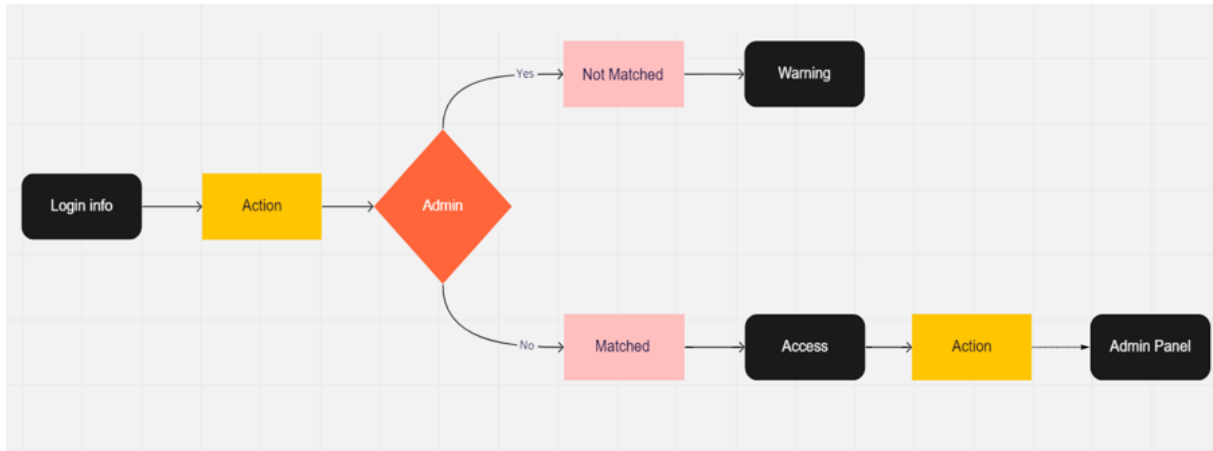 Yes
Not Matched
Warning
Login info
Action
Admin
No
Matched
Access
Action
Admin Panel